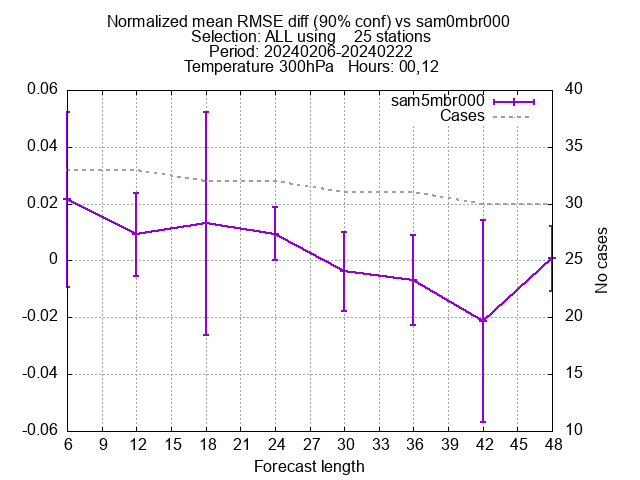 Normalized mean RMSE diff (90% conf) vs sam0mbr000
Selection: ALL using    25 stations
Period: 20240206-20240222
Temperature 300hPa   Hours: 00,12
sam5mbr000
Cases
0.06
0.04
0.02
0
-0.02
-0.04
-0.06
40
35
30
25
20
15
10
No cases
6 9 12 15 18 21 24 27 30 33 36 39 42 45 48
Forecast length